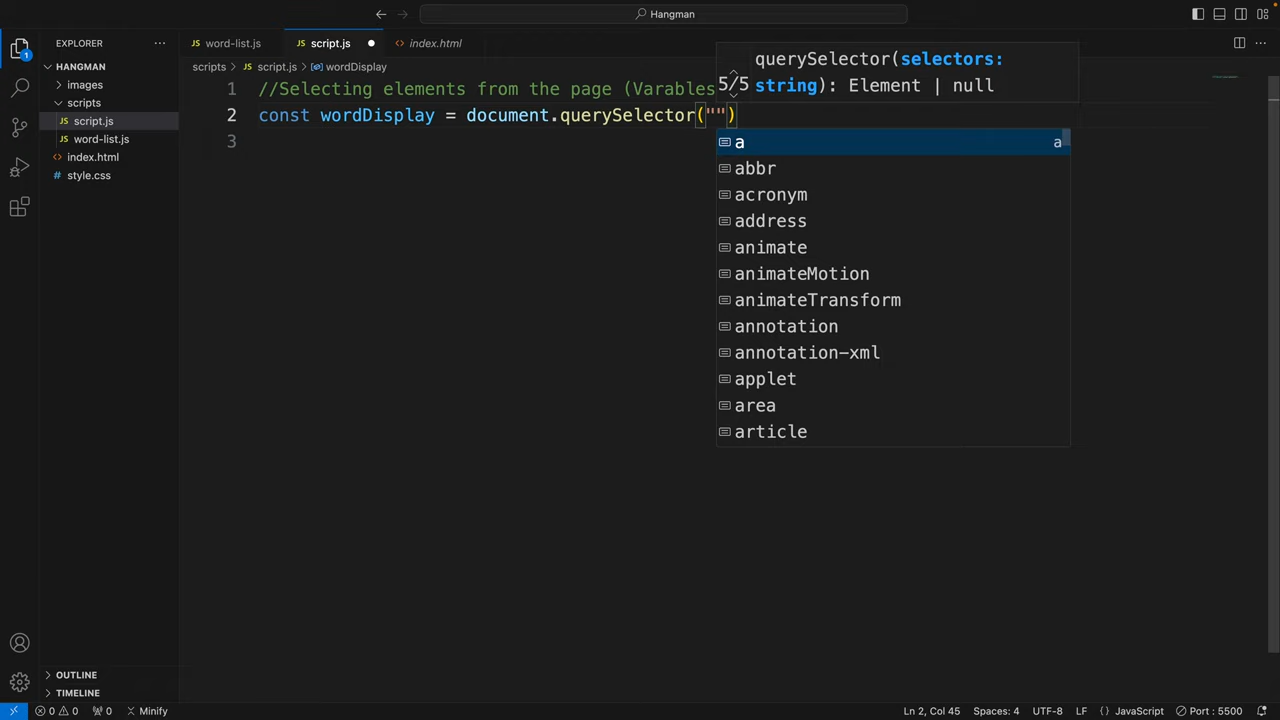 Hangman
EXPLORER
word-list.js
script.js
index.html
HANGMAN
images
scripts
script.js
word-list.js
index.html
style.css
OUTLINE
TIMELINE
1
scripts > script.js > wordDisplay
1 //Selecting elements from the page (Varables
2 const wordDisplay = document.querySelector("")
3
5/5
querySelector(selectors:
string): Element | null
a a
abbr
acronym
address
animate
animateMotion
animateTransform
annotation
annotation-xml
applet
area
article
0 0 0 Minify
Ln 2, Col 45 Spaces: 4 UTF-8 LF {} JavaScript Port : 5500